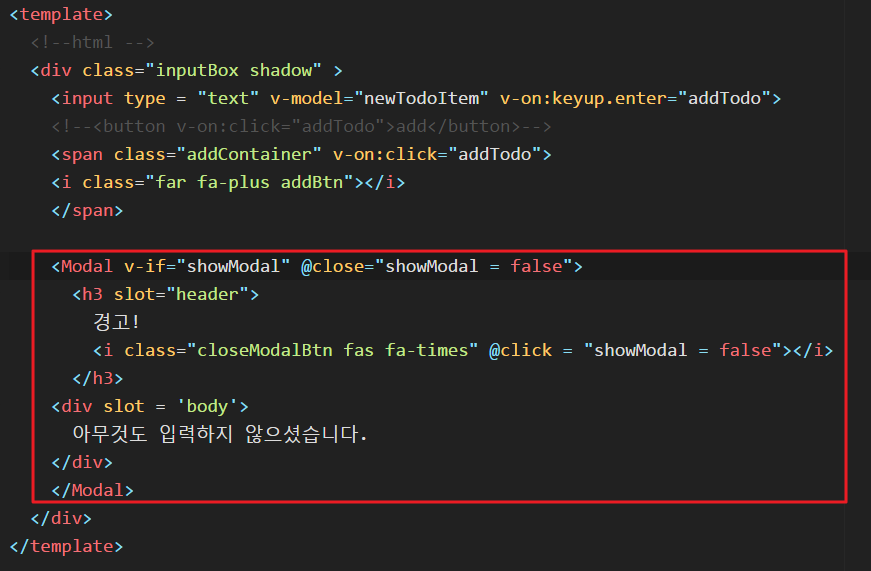 <template>
<!--html -->
<div class="inputBox shadow" >
<input type = "text" v-model="newTodoItem" v-on:keyup.enter="addTodo">
<!--<button v-on:click="addTodo">add</button>-->
<span class="addContainer" v-on:click="addTodo">
<i class="far fa-plus addBtn"></i>
</span>
<Modal v-if="showModal" @close="showModal = false">
<h3 slot="header">
경고!
<i class="closeModalBtn fas fa-times" @click = "showModal = false"></i>
</h3>
<div slot = 'body'>
아무것도 입력하지 않으셨습니다.
</div>
</Modal>
</div>
</template>